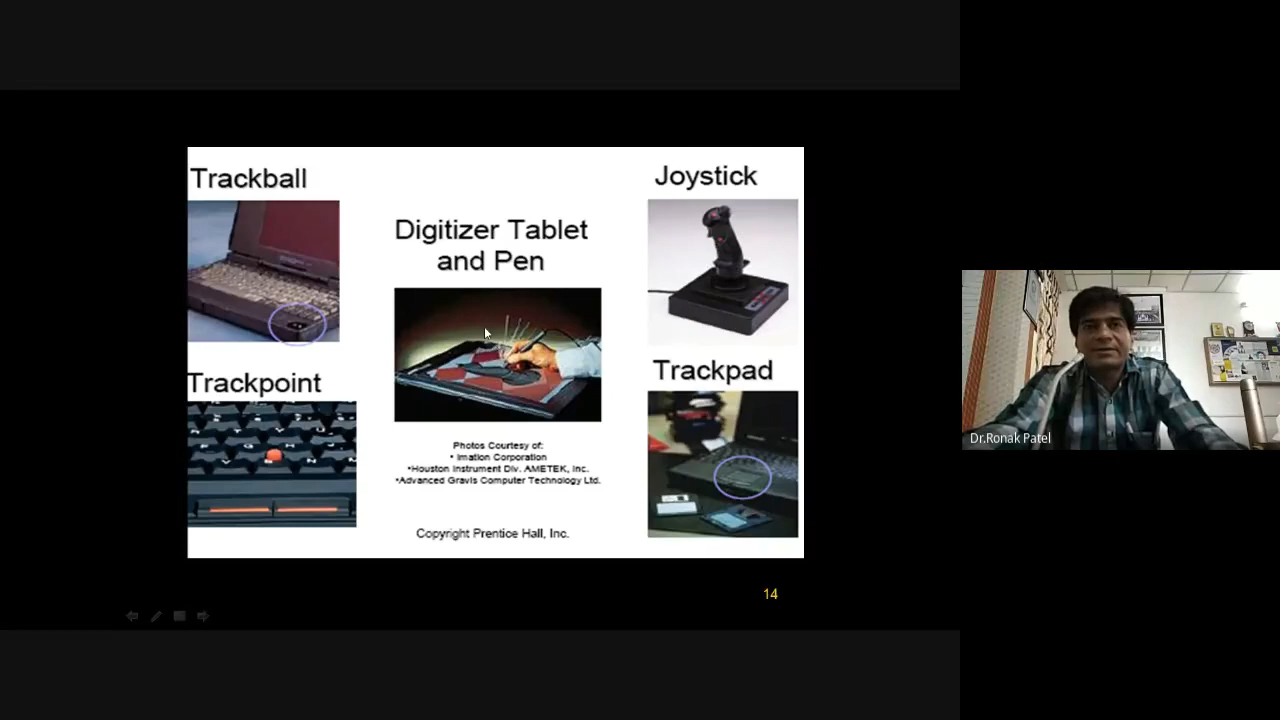 Trackball
Joystick
Digitizer Tablet
and Pen
Trackpoint
Trackpad
Photos Courtesy of:
• Imation Corporation
•Houston Instrument Div. AMETEK, Inc.
•Advanced Gravis Computer Technology Ltd.
Copyright Prentice Hall, Inc.
14
Dr.Ronak Patel